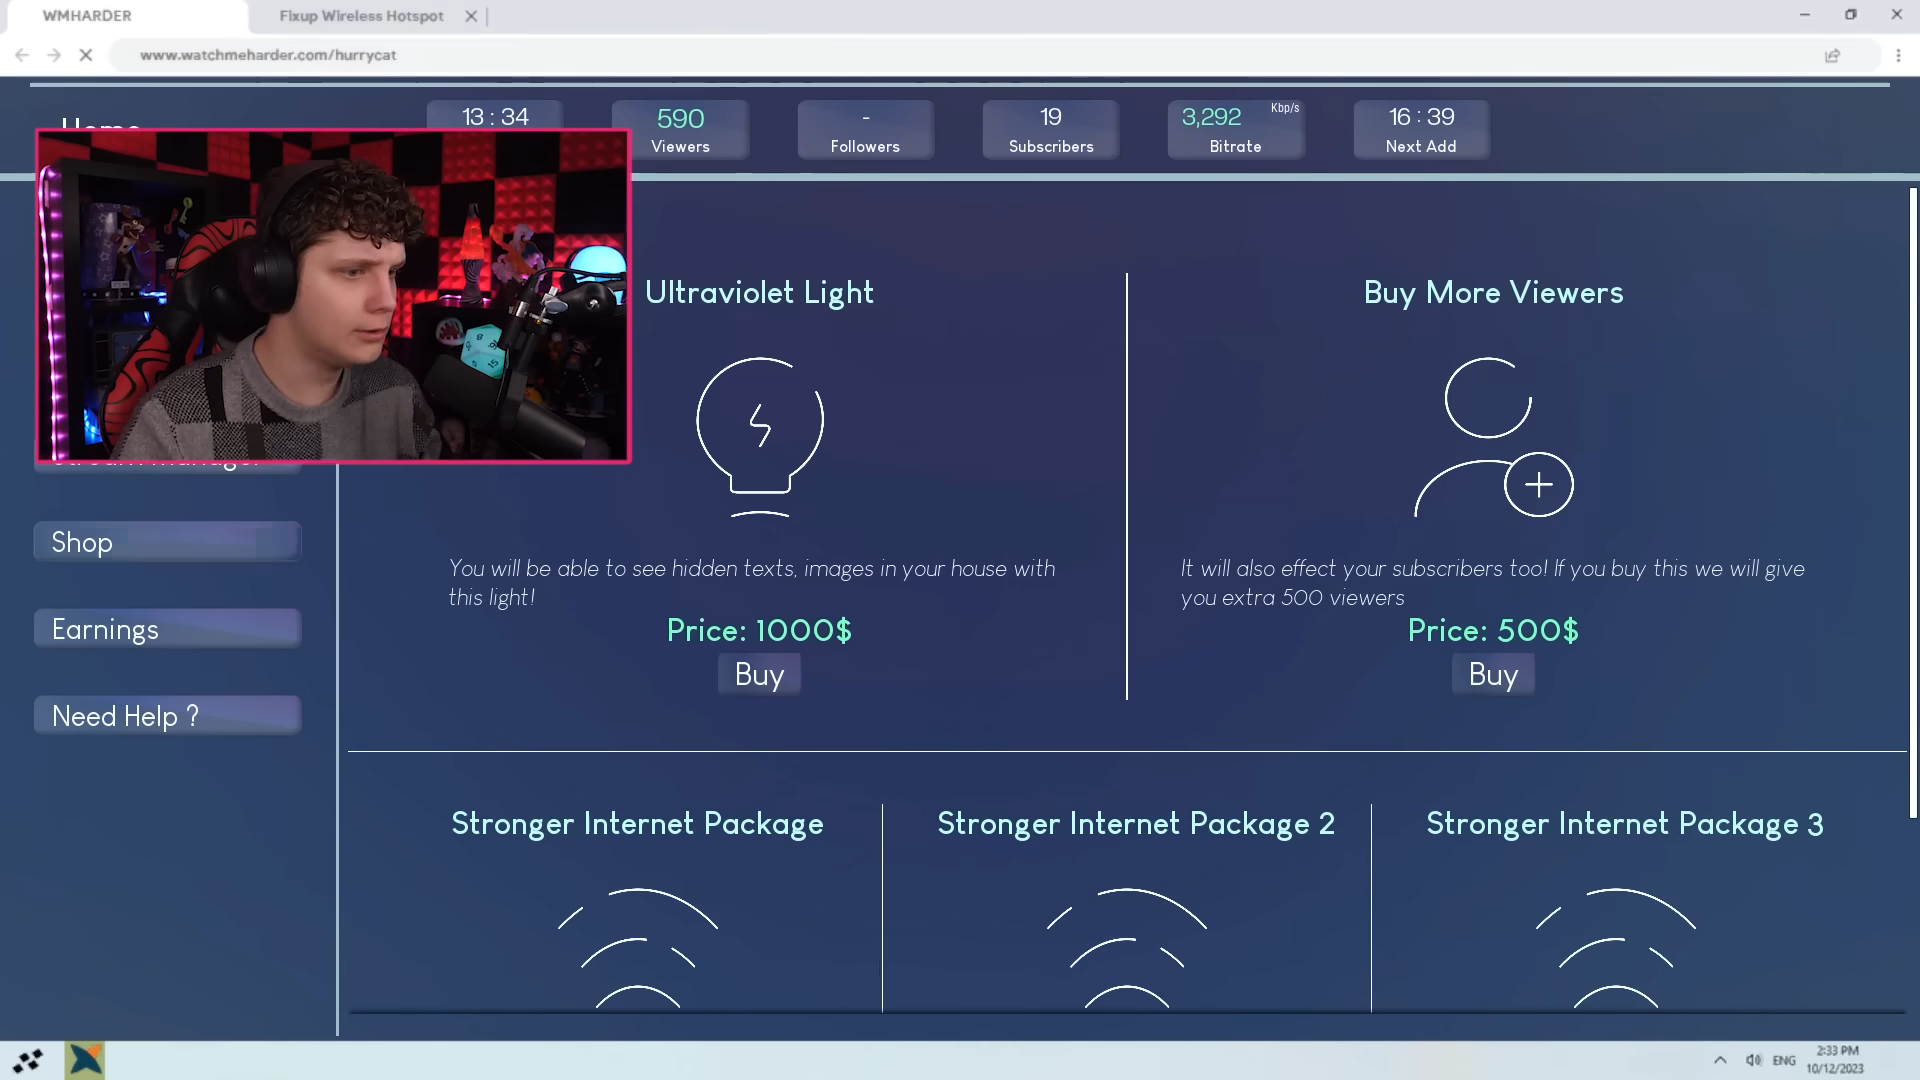 WMHARDER
Fixup Wireless Hotspot
www.watchmeharder.com/hurrycat
Home
13 : 34
590
Viewers
-
Followers
19
Subscribers
3,292
Kbp/s
Bitrate
16 : 39
Next Add
Stream Manager
Shop
Earnings
Need Help ?
Ultraviolet Light
You will be able to see hidden texts, images in your house with
this light!
Price: 1000$
Buy
Buy More Viewers
It will also effect your subscribers too! If you buy this we will give
you extra 500 viewers
Price: 500$
Buy
Stronger Internet Package
Stronger Internet Package 2
Stronger Internet Package 3
ENG
2:33 PM
10/12/2023